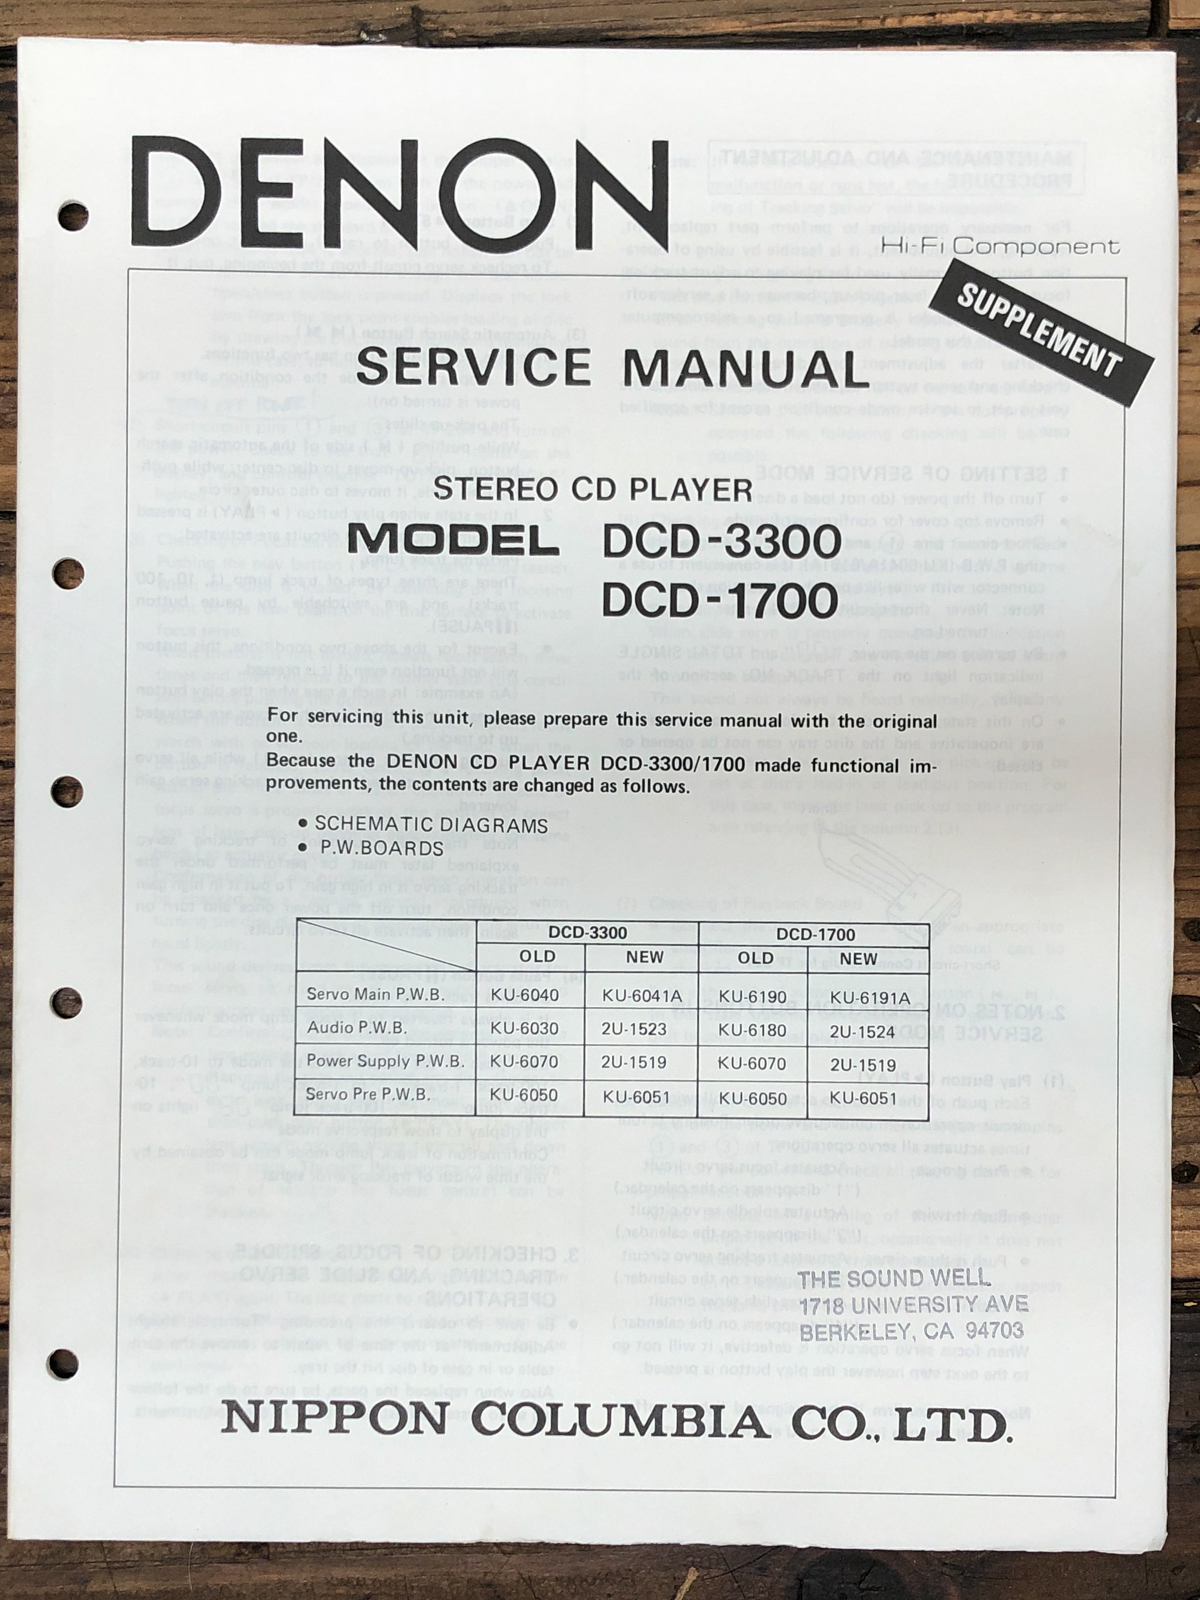 DENON
Hi-Fi Component
SUPPLEMENT
SERVICE MANUAL
STEREO CD PLAYER
MODEL DCD-3300
DCD-1700
For servicing this unit, please prepare this service manual with the original
one.
Because the DENON CD PLAYER DCD-3300/1700 made functional im-
provements, the contents are changed as follows.
● SCHEMATIC DIAGRAMS
● P.W.BOARDS
DCD-3300 DCD-1700
OLD NEW OLD NEW
Servo Main P.W.B. KU-6040 KU-6041A KU-6190 KU-6191A
Audio P.W.B. KU-6030 2U-1523 KU-6180 2U-1524
Power Supply P.W.B. KU-6070 2U-1519 KU-6070 2U-1519
Servo Pre P.W.B. KU-6050 KU-6051 KU-6050 KU-6051
THE SOUND WELL
1718 UNIVERSITY AVE
BERKELEY, CA 94703
NIPPON COLUMBIA CO., LTD.